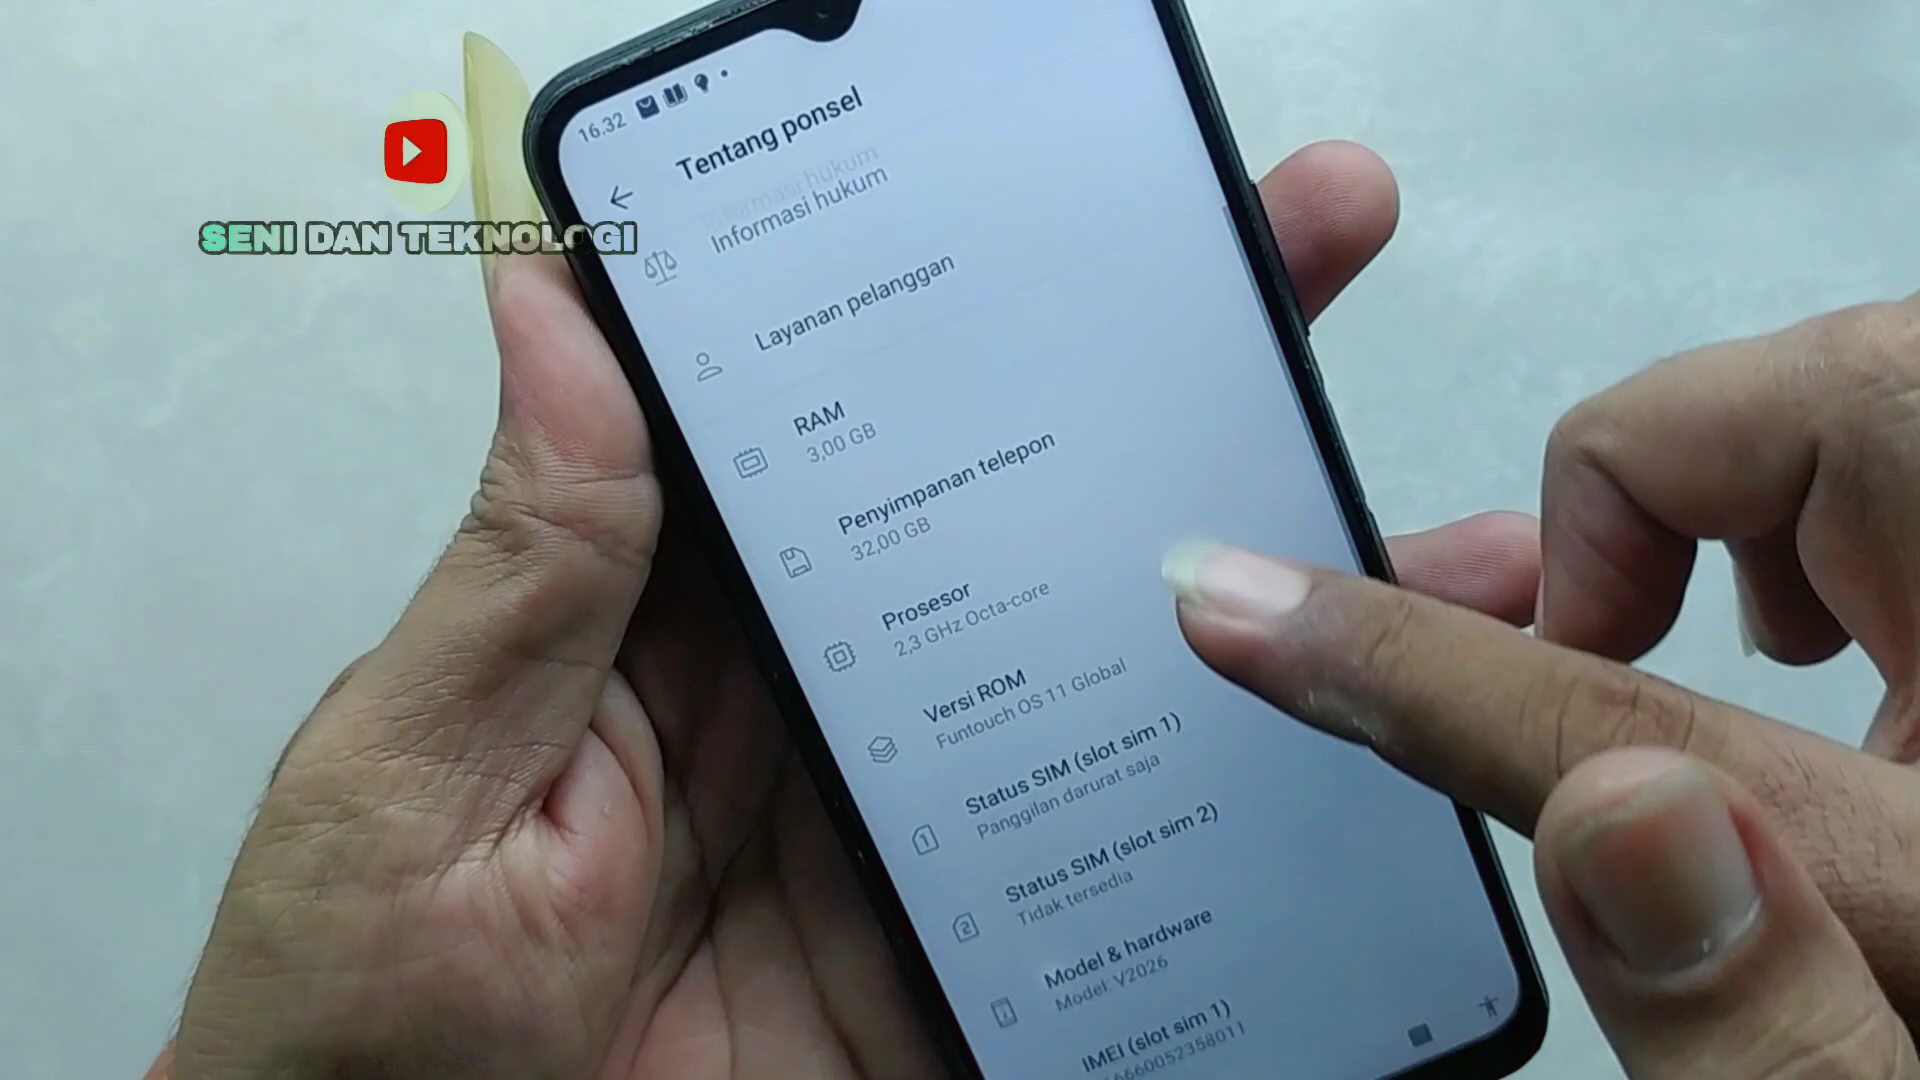 SENI DAN TEKNOLOGI
16.32
Tentang ponsel
Informasi hukum
Informasi hukum
Layanan pelanggan
RAM
3,00 GB
Penyimpanan telepon
32,00 GB
Prosesor
2,3 GHz Octa-core
Versi ROM
Funtouch OS 11 Global
Status SIM (slot sim 1)
Panggilan darurat saja
Status SIM (slot sim 2)
Tidak tersedia
Model & hardware
Model: V2026
IMEI (slot sim 1)